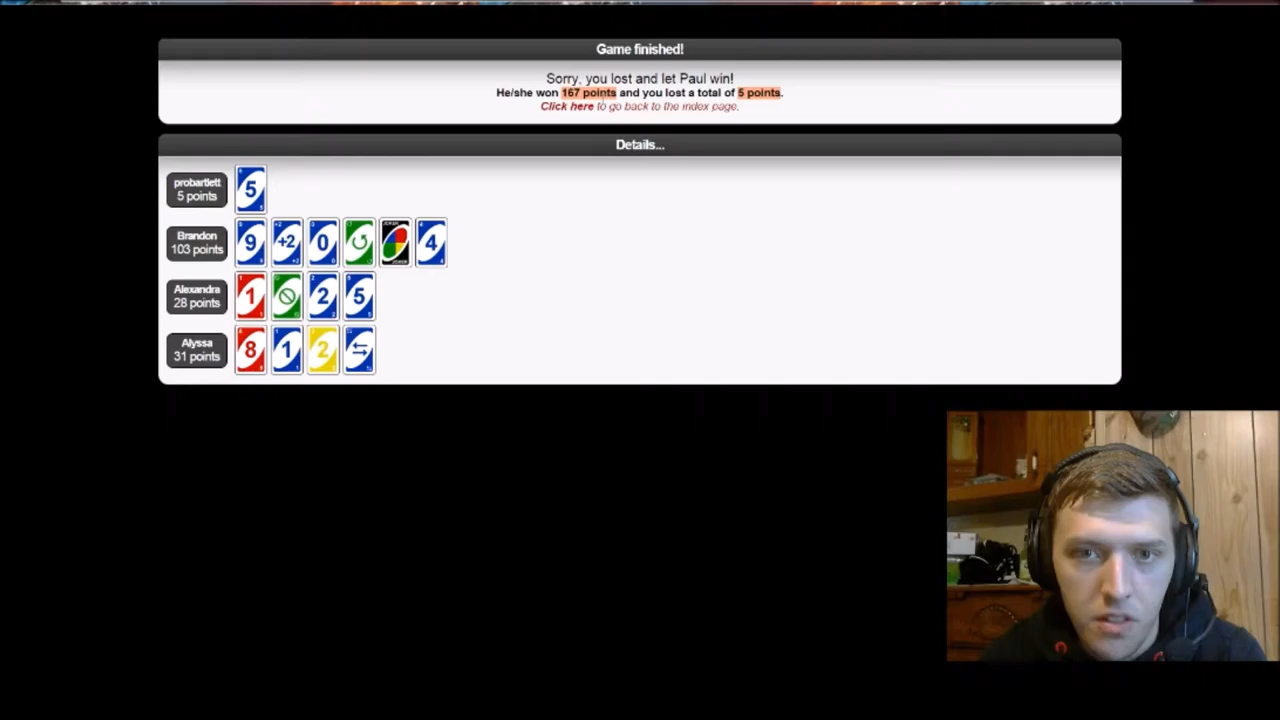 Game finished!
Sorry, you lost and let Paul win!
He/she won 167 points and you lost a total of 5 points.
Click here to go back to the index page.
Details...
probartlett
5 points
5
Brandon
103 points
9 +2 0 4
Alexandra
28 points
1 2 5
Alyssa
31 points
8 1 2